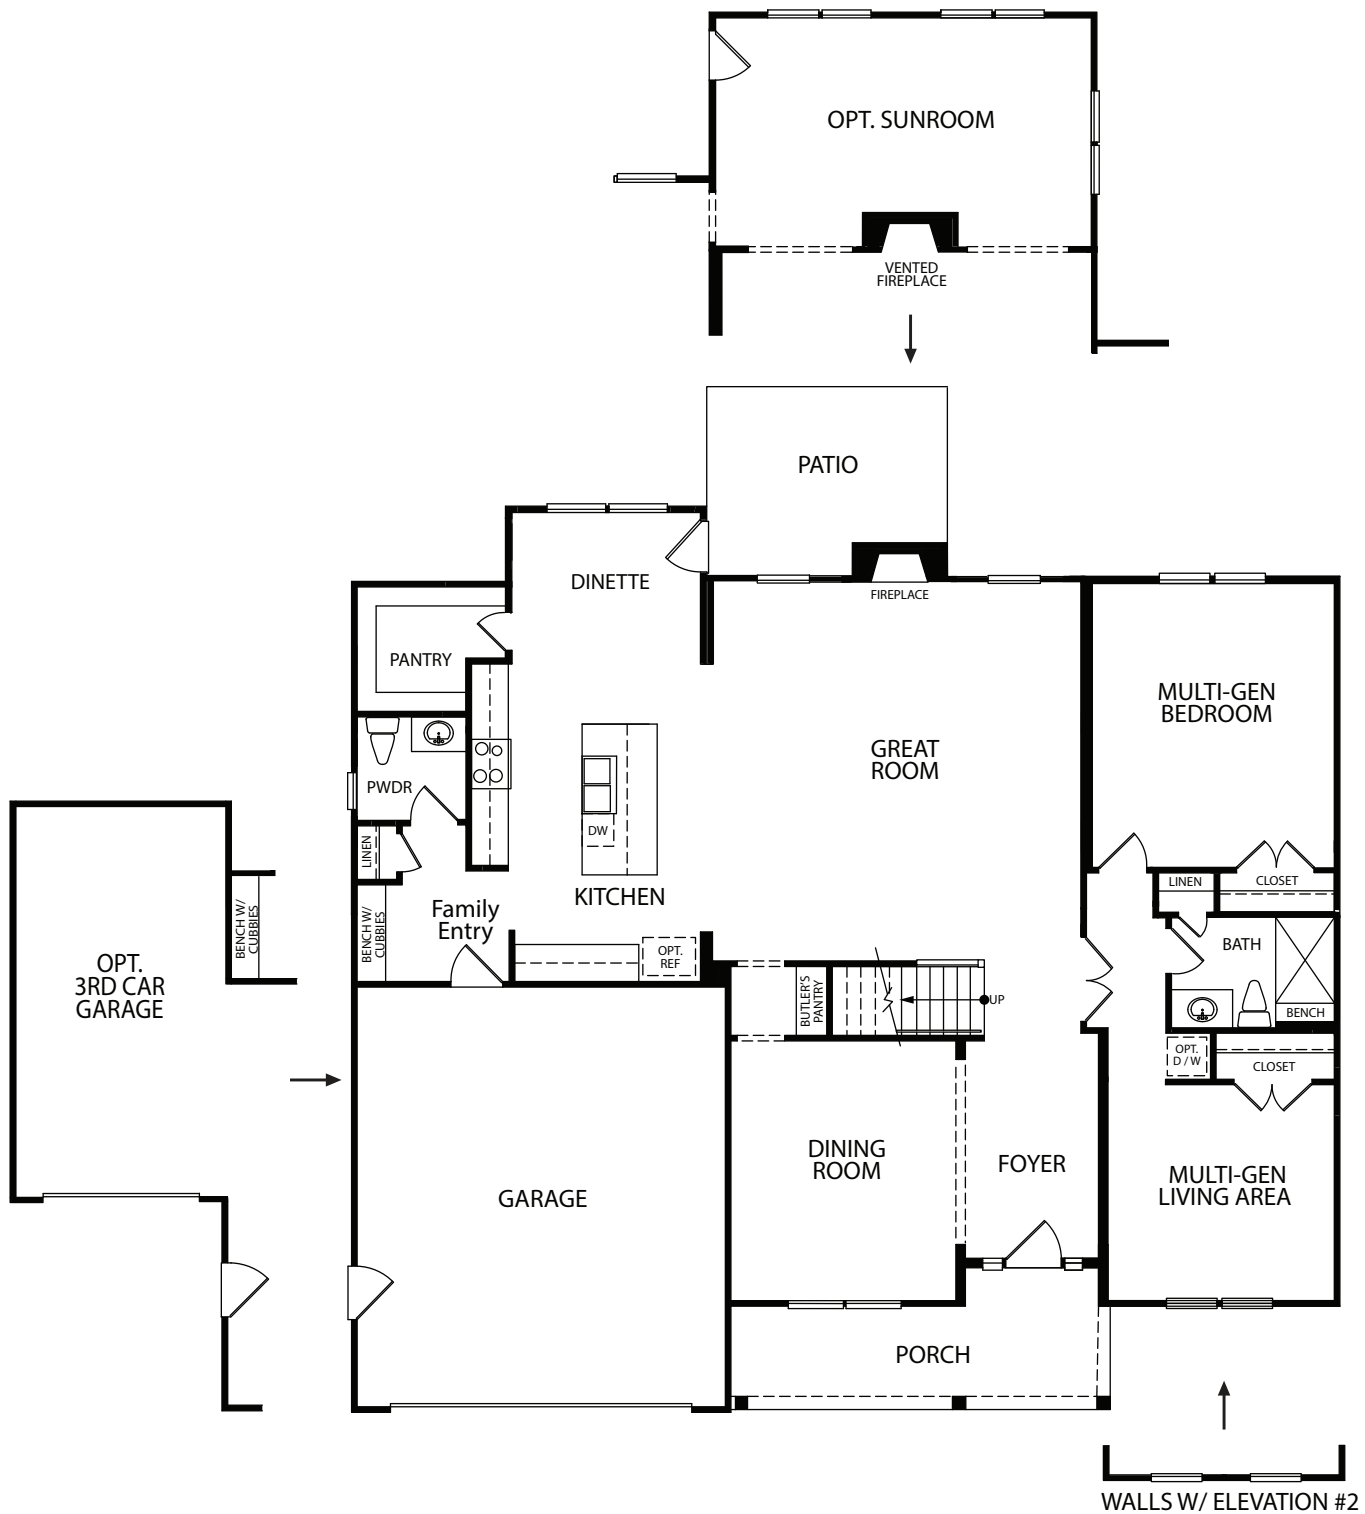 OPT. SUNROOM
VENTED
FIREPLACE
PATIO
DINETTE
FIREPLACE
PANTRY
MULTI-GEN
BEDROOM
GREAT
ROOM
PWDR
DW
LINEN
KITCHEN
LINEN
CLOSET
BENCH W/
CUBBIES
BENCH W/
CUBBIES
Family
Entry
OPT.
REF
BATH
OPT.
3RD CAR
GARAGE
BUTLER'S
PANTRY
UP
BENCH
OPT.
D / W
CLOSET
DINING
ROOM
FOYER
MULTI-GEN
LIVING AREA
GARAGE
PORCH
WALLS W/ ELEVATION #2